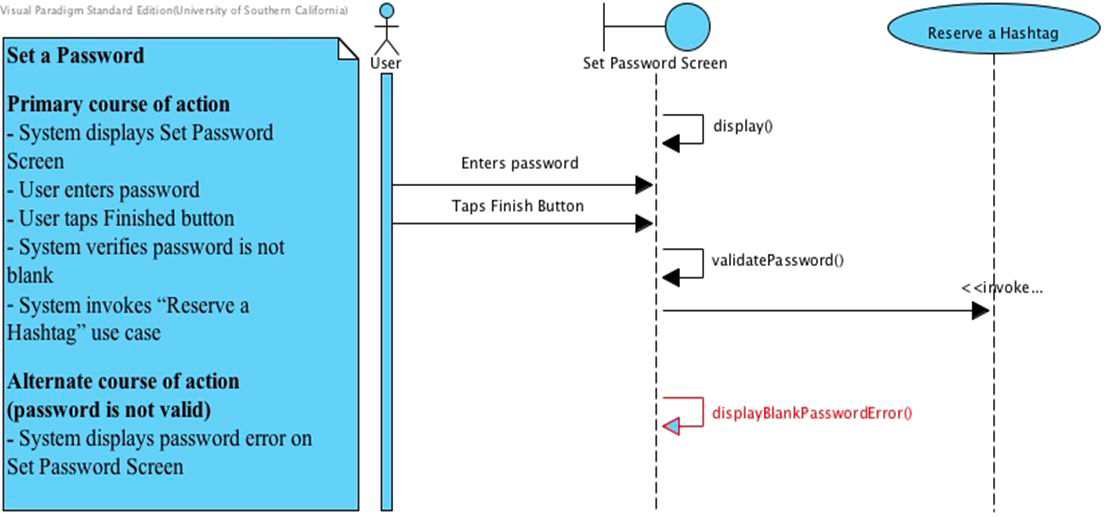 Visual Paradigm Standard Edition(University of Southern California)
Set a Password
Primary course of action
- System displays Set Password
Screen
- User enters password
- User taps Finished button
- System verifies password is not
blank
- System invokes “Reserve a
Hashtag” use case
Alternate course of action
(password is not valid)
- System displays password error on
Set Password Screen
User
Set Password Screen
Reserve a Hashtag
display()
Enters password
Taps Finish Button
validatePassword()
<<invoke...
displayBlankPasswordError()